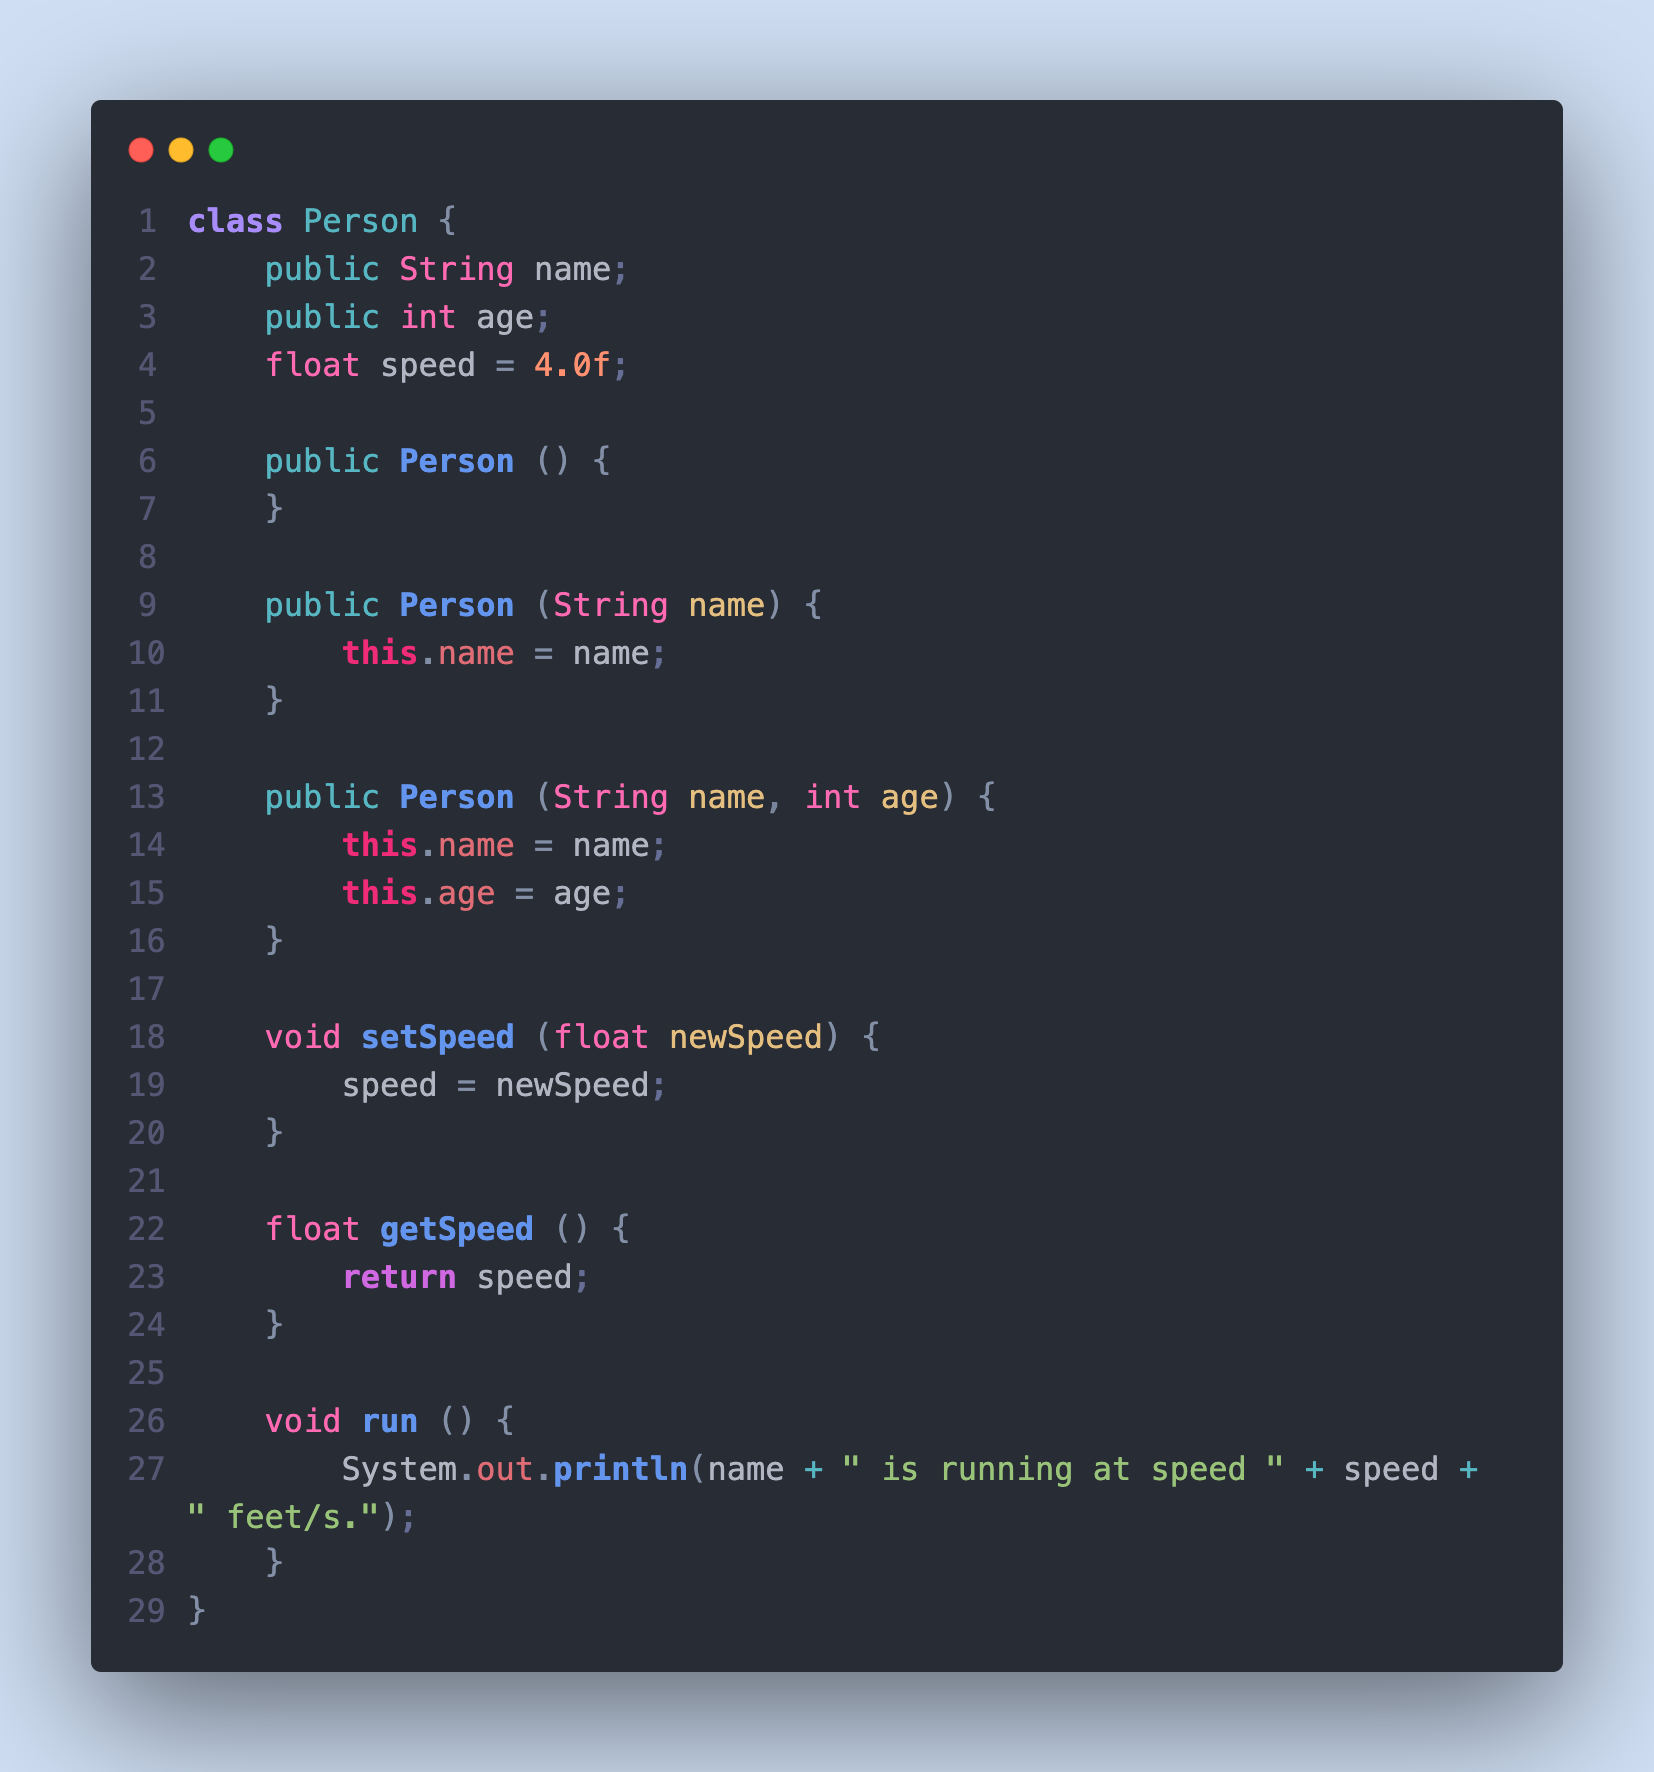 1 class Person {
2     public String name;
3     public int age;
4     float speed = 4.0f;
5
6     public Person () {
7     }
8
9     public Person (String name) {
10         this.name = name;
11     }
12
13     public Person (String name, int age) {
14         this.name = name;
15         this.age = age;
16     }
17
18     void setSpeed (float newSpeed) {
19         speed = newSpeed;
20     }
21
22     float getSpeed () {
23         return speed;
24     }
25
26     void run () {
27         System.out.println(name + " is running at speed " + speed +
" feet/s.");
28     }
29 }